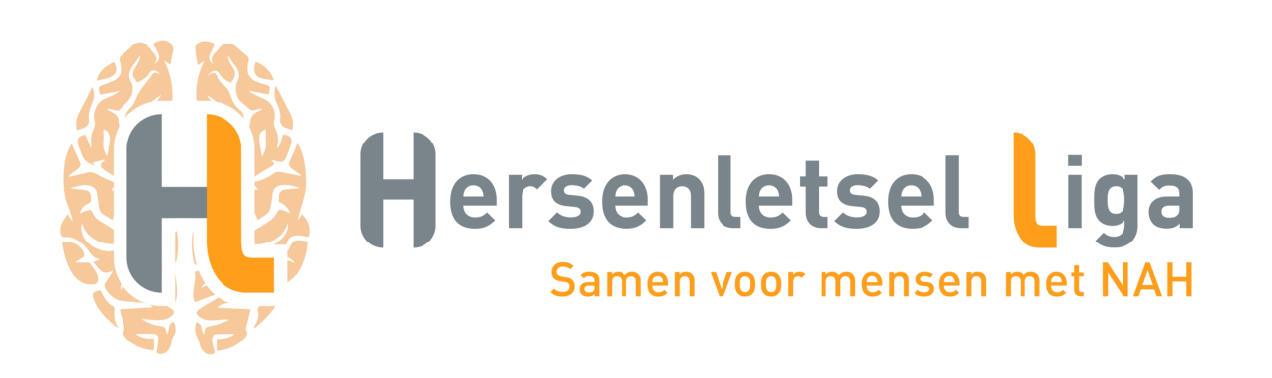 HL
Hersenletsel Liga
Samen voor mensen met NAH